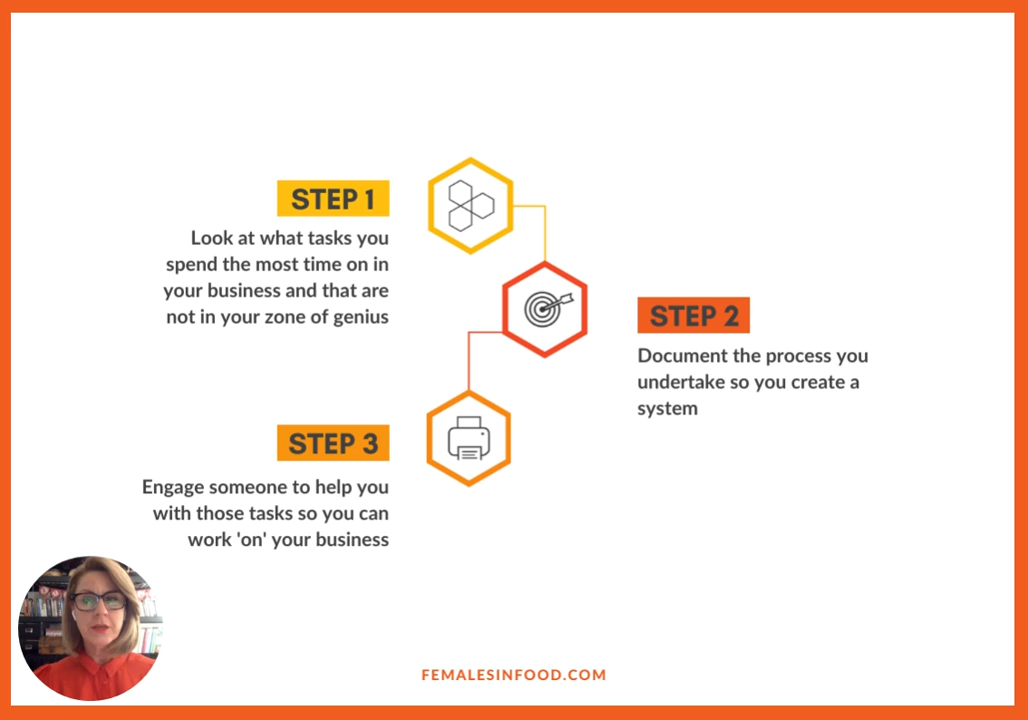 STEP 1
Look at what tasks you
spend the most time on in
your business and that are
not in your zone of genius
STEP 2
Document the process you
undertake so you create a
system
STEP 3
Engage someone to help you
with those tasks so you can
work 'on' your business
FEMALESINFOOD.COM